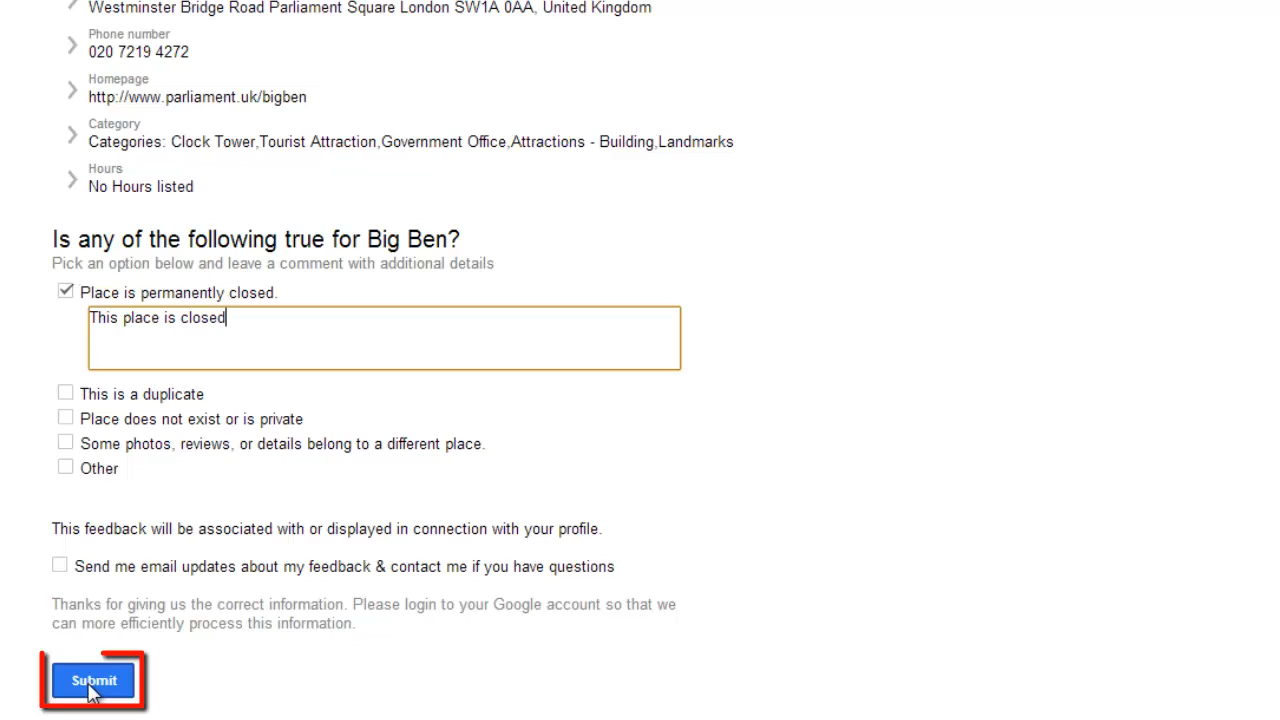 Westminster Bridge Road Parliament Square London SW1A 0AA, United Kingdom
Phone number
020 7219 4272
Homepage
http://www.parliament.uk/bigben
Category
Categories: Clock Tower,Tourist Attraction,Government Office,Attractions - Building,Landmarks
Hours
No Hours listed
Is any of the following true for Big Ben?
Pick an option below and leave a comment with additional details
Place is permanently closed.
This place is closed
This is a duplicate
Place does not exist or is private
Some photos, reviews, or details belong to a different place.
Other
This feedback will be associated with or displayed in connection with your profile.
Send me email updates about my feedback & contact me if you have questions
Thanks for giving us the correct information. Please login to your Google account so that we
can more efficiently process this information.
Submit